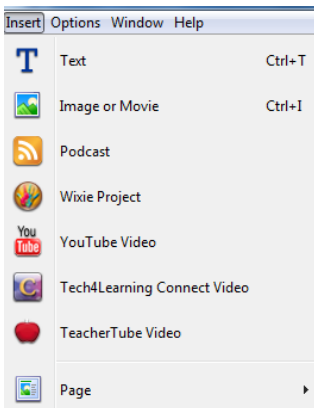 Insert Options Window Help
T Text Ctrl+T
Image or Movie Ctrl+I
Podcast
Wixie Project
You
Tube YouTube Video
C Tech4Learning Connect Video
TeacherTube Video
Page